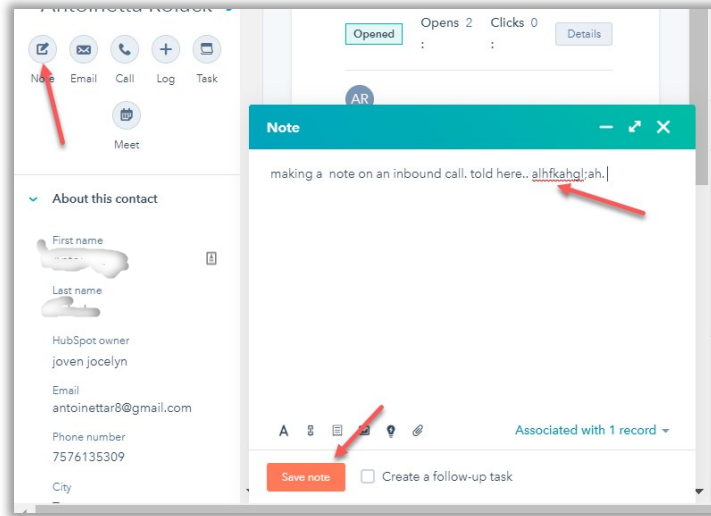 Opened
Opens 2 Clicks 0
: :
Details
Note Email Call Log Task
AR
Meet
Note
making a note on an inbound call. told here.. alhfkahgl;ah.
About this contact
First name
Last name
HubSpot owner
joven jocelyn
Email
antoinettar8@gmail.com
Phone number
7576135309
City
A
Associated with 1 record
Save note
Create a follow-up task